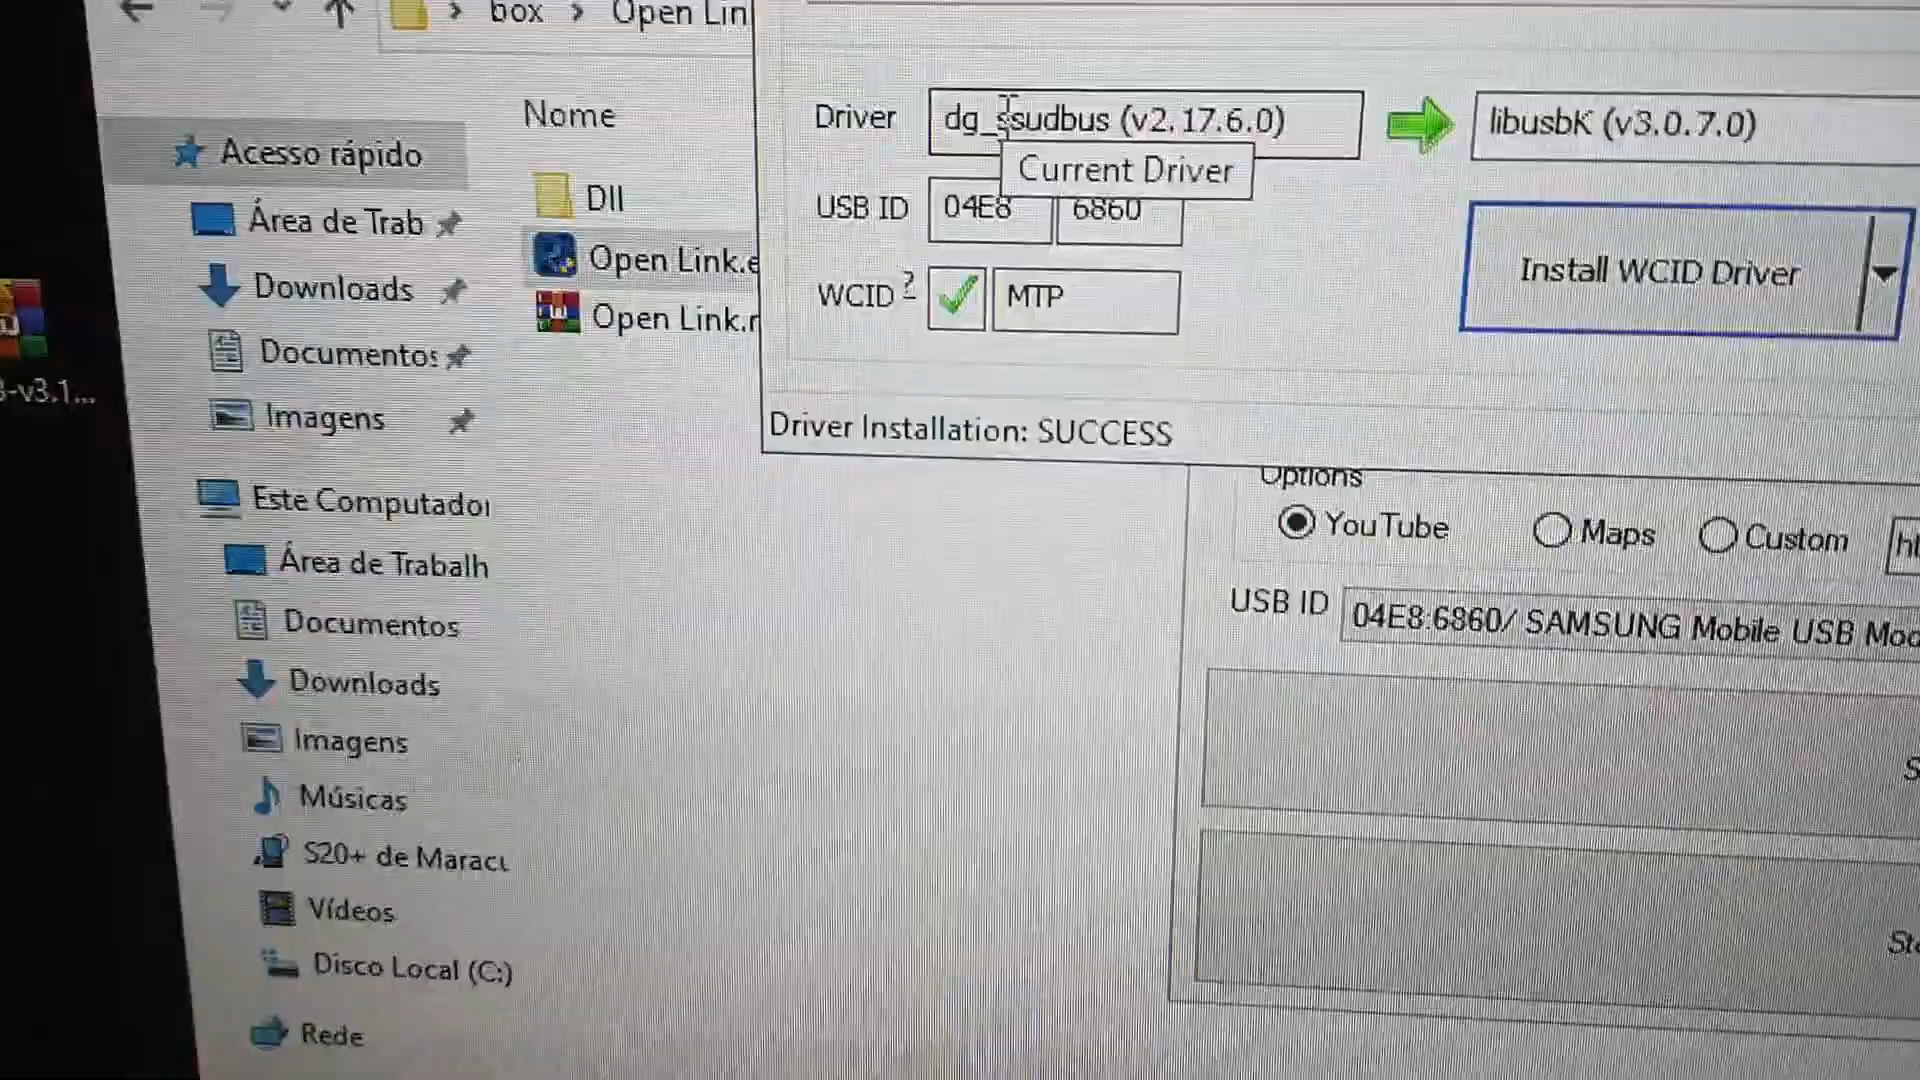 box > Open Lin
Nome
Acesso rápido
Área de Trab
Downloads
Documentos
Imagens
Este Computador
Área de Trabalh
Documentos
Downloads
Imagens
Músicas
S20+ de Maracu
Vídeos
Disco Local (C:)
Rede
Dll
Open Link.e
Open Link.r
-v3.1...
Driver dg_ssudbus (v2.17.6.0) libusbK (v3.0.7.0)
Current Driver
USB ID 04E8 6860
WCID ? MTP
Install WCID Driver
Driver Installation: SUCCESS
Options
YouTube Maps Custom
USB ID 04E8:6860/ SAMSUNG Mobile USB Mod
S
Sto